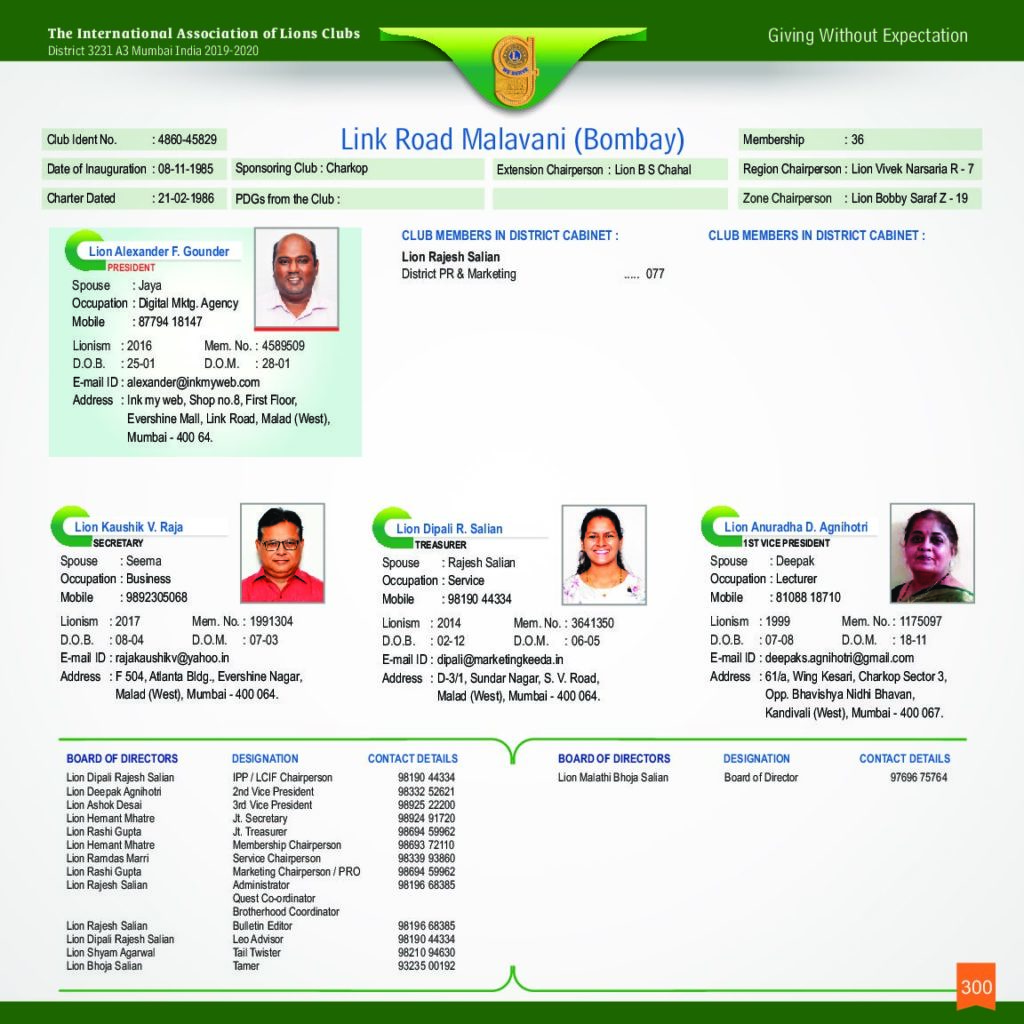 The International Association of Lions Clubs
District 3231 A3 Mumbai India 2019-2020
Giving Without Expectation
WE SERVE
Link Road Malavani (Bombay)
Club Ident No. : 4860-45829
Membership : 36
Date of Inauguration : 08-11-1985
Sponsoring Club : Charkop
Extension Chairperson : Lion B S Chahal
Region Chairperson : Lion Vivek Narsaria R - 7
Charter Dated : 21-02-1986
PDGs from the Club :
Zone Chairperson : Lion Bobby Saraf Z - 19
Lion Alexander F. Gounder
PRESIDENT
Spouse : Jaya
Occupation : Digital Mktg. Agency
Mobile : 87794 18147
Lionism : 2016 Mem. No. : 4589509
D.O.B. : 25-01 D.O.M. : 28-01
E-mail ID : alexander@inkmyweb.com
Address : Ink my web, Shop no.8, First Floor,
Evershine Mall, Link Road, Malad (West),
Mumbai - 400 64.
CLUB MEMBERS IN DISTRICT CABINET :
Lion Rajesh Salian
District PR & Marketing ..... 077
CLUB MEMBERS IN DISTRICT CABINET :
Lion Kaushik V. Raja
SECRETARY
Spouse : Seema
Occupation : Business
Mobile : 9892305068
Lionism : 2017 Mem. No. : 1991304
D.O.B. : 08-04 D.O.M. : 07-03
E-mail ID : rajakaushikv@yahoo.in
Address : F 504, Atlanta Bldg., Evershine Nagar,
Malad (West), Mumbai - 400 064.
Lion Dipali R. Salian
TREASURER
Spouse : Rajesh Salian
Occupation : Service
Mobile : 98190 44334
Lionism : 2014 Mem. No. : 3641350
D.O.B. : 02-12 D.O.M. : 06-05
E-mail ID : dipali@marketingkeeda.in
Address : D-3/1, Sundar Nagar, S. V. Road,
Malad (West), Mumbai - 400 064.
Lion Anuradha D. Agnihotri
1ST VICE PRESIDENT
Spouse : Deepak
Occupation : Lecturer
Mobile : 81088 18710
Lionism : 1999 Mem. No. : 1175097
D.O.B. : 07-08 D.O.M. : 18-11
E-mail ID : deepaks.agnihotri@gmail.com
Address : 61/a, Wing Kesari, Charkop Sector 3,
Opp. Bhavishya Nidhi Bhavan,
Kandivali (West), Mumbai - 400 067.
BOARD OF DIRECTORS DESIGNATION CONTACT DETAILS
Lion Dipali Rajesh Salian IPP / LCIF Chairperson 98190 44334
Lion Deepak Agnihotri 2nd Vice President 98332 52621
Lion Ashok Desai 3rd Vice President 98925 22200
Lion Hemant Mhatre Jt. Secretary 98924 91720
Lion Rashi Gupta Jt. Treasurer 98694 59962
Lion Hemant Mhatre Membership Chairperson 98693 72110
Lion Ramdas Marri Service Chairperson 98339 93860
Lion Rashi Gupta Marketing Chairperson / PRO 98694 59962
Lion Rajesh Salian Administrator 98196 68385
Quest Co-ordinator
Brotherhood Coordinator
Lion Rajesh Salian Bulletin Editor 98196 68385
Lion Dipali Rajesh Salian Leo Advisor 98190 44334
Lion Shyam Agarwal Tail Twister 98210 94630
Lion Bhoja Salian Tamer 93235 00192
BOARD OF DIRECTORS DESIGNATION CONTACT DETAILS
Lion Malathi Bhoja Salian Board of Director 97696 75764
300